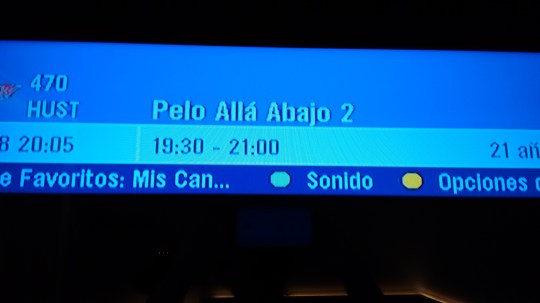 470
HUST
Pelo Allá Abajo 2
8 20:05 19:30 - 21:00 21 añ
e Favoritos: Mis Can... Sonido Opciones